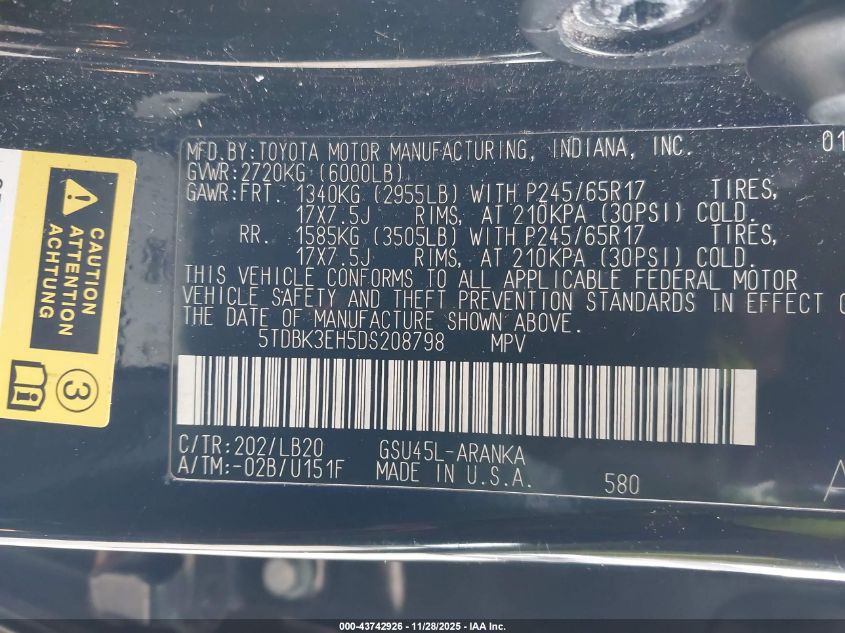 MFD.BY:TOYOTA MOTOR MANUFACTURING, INDIANA, INC. 01
GVWR:2720KG (6000LB)
GAWR:FRT. 1340KG (2955LB) WITH P245/65R17 TIRES,
17X7.5J RIMS, AT 210KPA (30PSI) COLD.
RR. 1585KG (3505LB) WITH P245/65R17 TIRES,
17X7.5J RIMS, AT 210KPA (30PSI) COLD.
THIS VEHICLE CONFORMS TO ALL APPLICABLE FEDERAL MOTOR
VEHICLE SAFETY AND THEFT PREVENTION STANDARDS IN EFFECT
THE DATE OF MANUFACTURE SHOWN ABOVE.
5TDBK3EH5DS208798 MPV
C/TR:202/LB20 GSU45L-ARANKA
A/TM:-02B/U151F MADE IN U.S.A. 580
CAUTION
ATTENTION
ACHTUNG
3
000-43742926 | 11/28/2025 - IAA Inc.